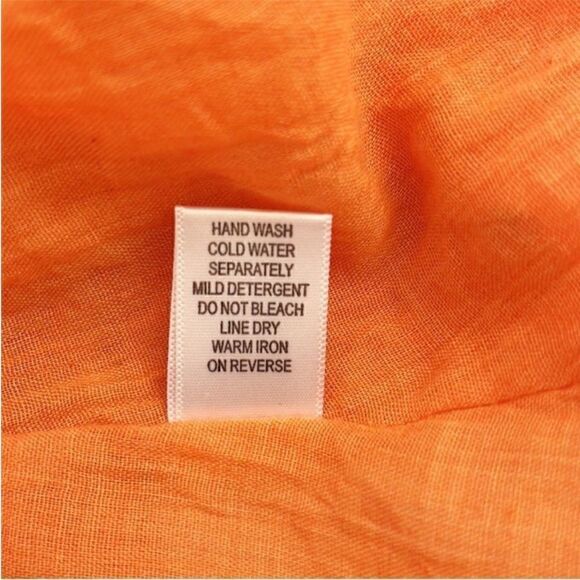 HAND WASH
COLD WATER
SEPARATELY
MILD DETERGENT
DO NOT BLEACH
LINE DRY
WARM IRON
ON REVERSE